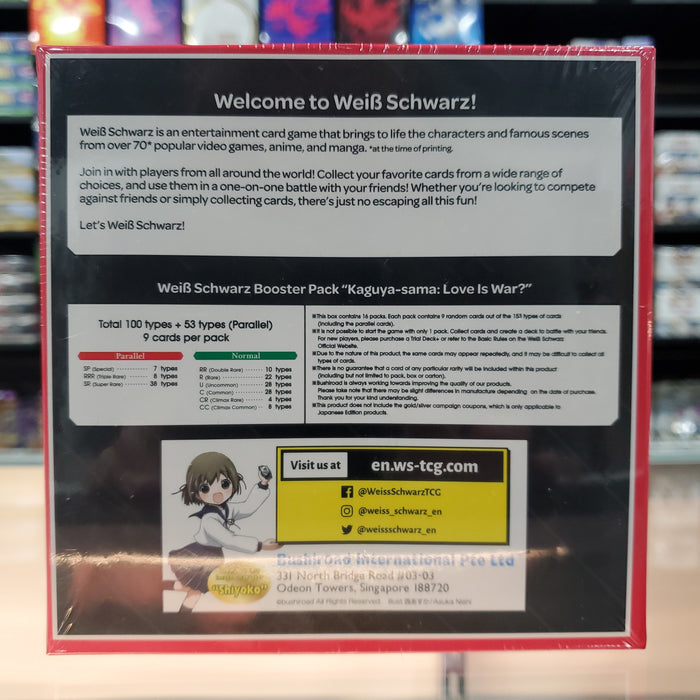 Welcome to Weiß Schwarz!
Weiß Schwarz is an entertainment card game that brings to life the characters and famous scenes
from over 70* popular video games, anime, and manga. *at the time of printing.
Join in with players from all around the world! Collect your favorite cards from a wide range of
choices, and use them in a one-on-one battle with your friends! Whether you're looking to compete
against friends or simply collecting cards, there's just no escaping all this fun!
Let's Weiß Schwarz!
Weiß Schwarz Booster Pack "Kaguya-sama: Love Is War?"
Total 100 types + 53 types (Parallel)
9 cards per pack
Parallel
SP (Special) 7 types
RRR (Triple Rare) 8 types
SR (Super Rare) 38 types
Normal
RR (Double Rare) 10 types
R (Rare) 22 types
U (Uncommon) 28 types
C (Common) 28 types
CR (Climax Rare) 4 types
CC (Climax Common) 8 types
■This box contains 16 packs. Each pack contains 9 random cards out of the 153 types of cards
(including the parallel cards).
■It is not possible to start the game with only 1 pack. Collect cards and create a deck to battle with your friends.
For new players, please purchase a Trial Deck+ or refer to the Basic Rules on the Weiß Schwarz
Official Website.
■Due to the nature of this product, the same cards may appear repeatedly, and it may be difficult to collect all
types of cards.
■There is no guarantee that a card of any particular rarity will be included within this product
(including but not limited to pack, box or carton).
■Bushiroad is always working towards improving the quality of our products.
Please take note that there may be slight differences in manufacture depending on the date of purchase.
Thank you for your kind understanding.
■This product does not include the gold/silver campaign coupons, which is only applicable to
Japanese Edition products.
Visit us at en.ws-tcg.com
@WeissSchwarzTCG
@weiss_schwarz_en
@weissschwarz_en
"Shiyoko"
Bushiroad International Pte Ltd
331 North Bridge Road #03-03
Odeon Towers, Singapore 188720
©bushiroad All Rights Reserved. Illust.西あすか/Asuka Nishi